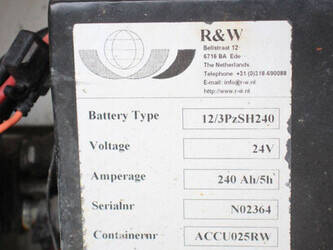 R&W
Bellstraat 12
6716 BA Ede
The Netherlands
Telephone +31 (0)318-690088
E-mail: info@r-w.nl
http://www.r-w.nl
Battery Type 12/3PzSH240
Voltage 24V
Amperage 240 Ah/5h
Serialnr N02364
Containernr ACCU025RW